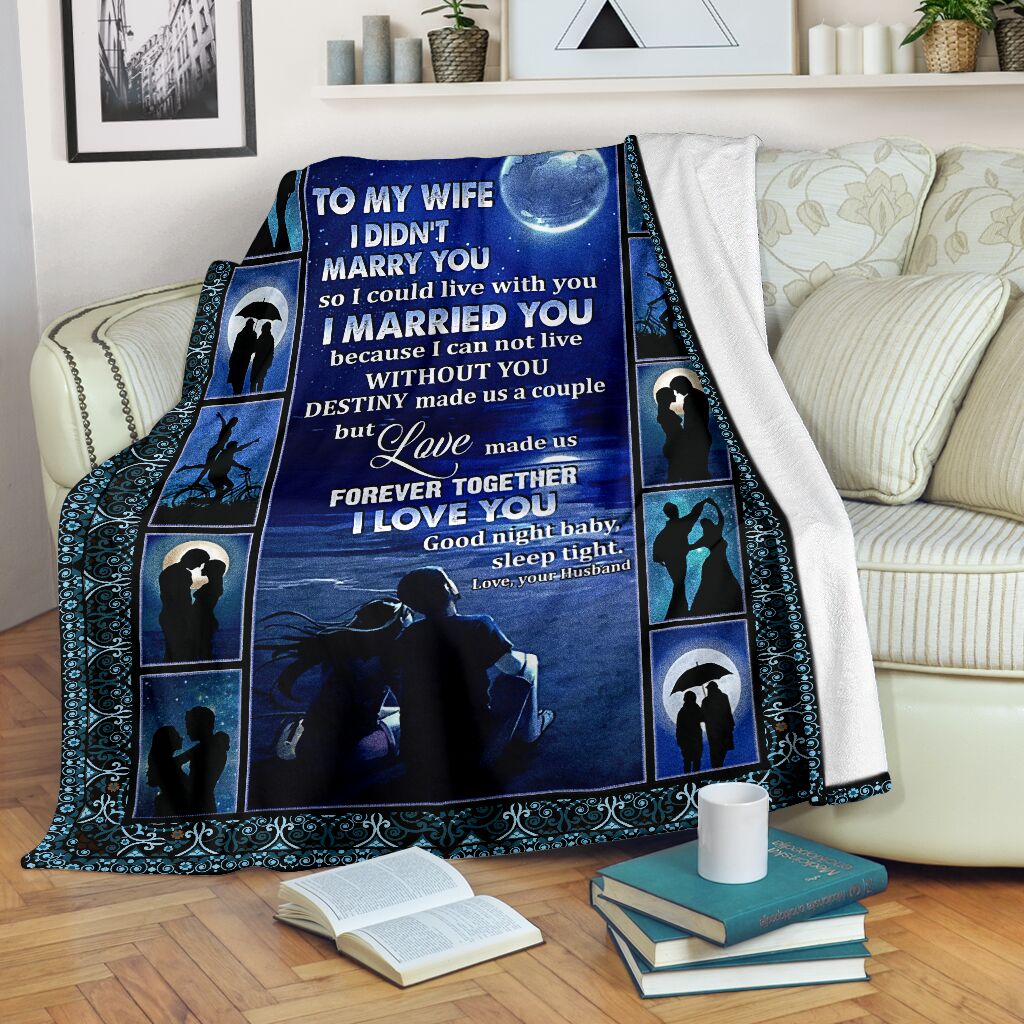 TO MY WIFE
I DIDN'T
MARRY YOU
so I could live with you
I MARRIED YOU
because I can not live
WITHOUT YOU
DESTINY made us a couple
but Love made us
FOREVER TOGETHER
I LOVE YOU
Good night baby,
sleep tight.
Love, your Husband
Medicinska